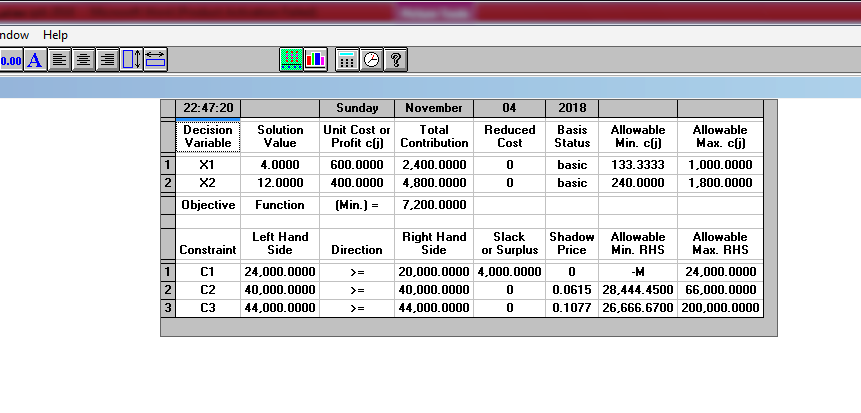 ndow Help
0.00 A ?
22:47:20 Sunday November 04 2018
Decision Variable Solution Value Unit Cost or Profit c(j) Total Contribution Reduced Cost Basis Status Allowable Min. c(j) Allowable Max. c(j)
1 X1 4.0000 600.0000 2,400.0000 0 basic 133.3333 1,000.0000
2 X2 12.0000 400.0000 4,800.0000 0 basic 240.0000 1,800.0000
Objective Function (Min.) = 7,200.0000
Constraint Left Hand Side Direction Right Hand Side Slack or Surplus Shadow Price Allowable Min. RHS Allowable Max. RHS
1 C1 24,000.0000 >= 20,000.0000 4,000.0000 0 -M 24,000.0000
2 C2 40,000.0000 >= 40,000.0000 0 0.0615 28,444.4500 66,000.0000
3 C3 44,000.0000 >= 44,000.0000 0 0.1077 26,666.6700 200,000.0000